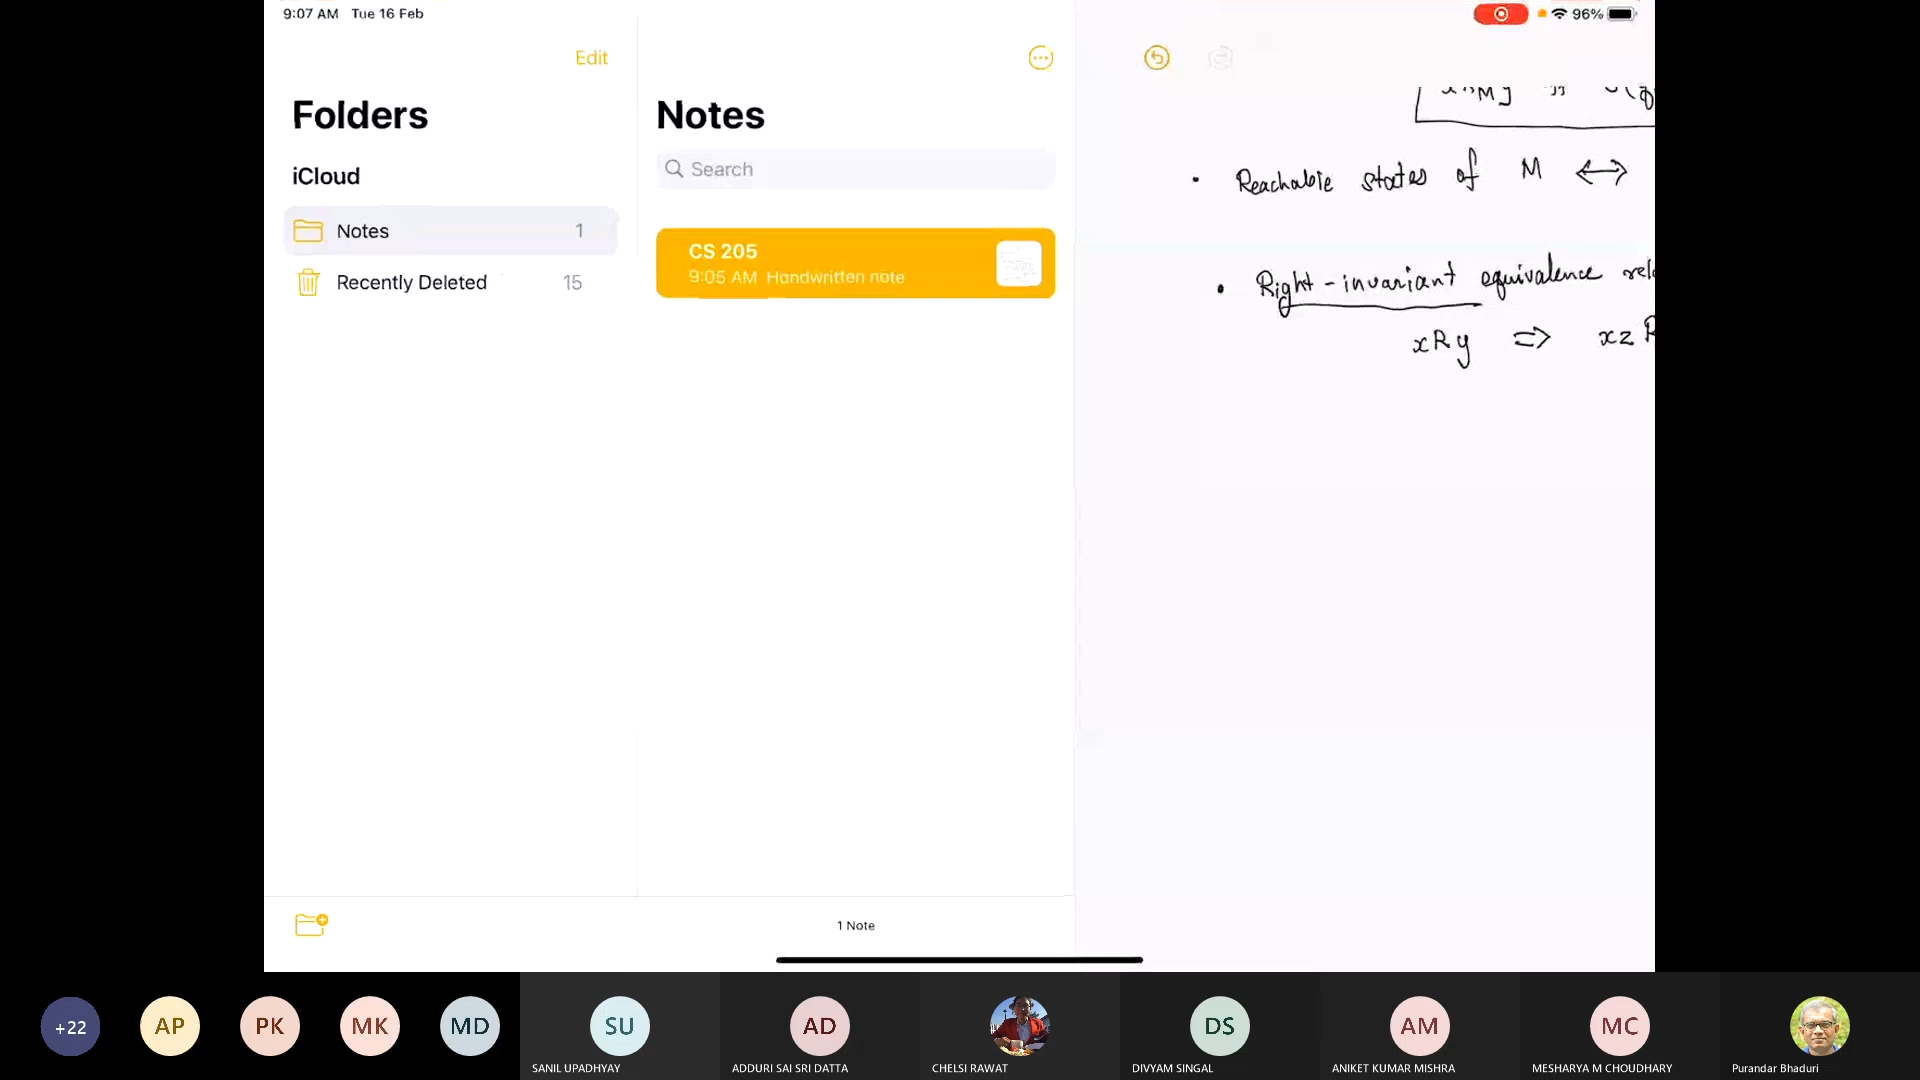 9:07 AM Tue 16 Feb
96%
Edit
Folders
Notes
iCloud
Search
Notes 1
CS 205
9:05 AM Handwritten note
Recently Deleted 15
• Reachable states of M ↔
• Right-invariant equivalence
xRy ⇒ xz R
1 Note
+22
AP
PK
MK
MD
SU
AD
DS
AM
MC
SANIL UPADHYAY
ADDURI SAI SRI DATTA
CHELSI RAWAT
DIVYAM SINGAL
ANIKET KUMAR MISHRA
MESHARYA M CHOUDHARY
Purandar Bhaduri